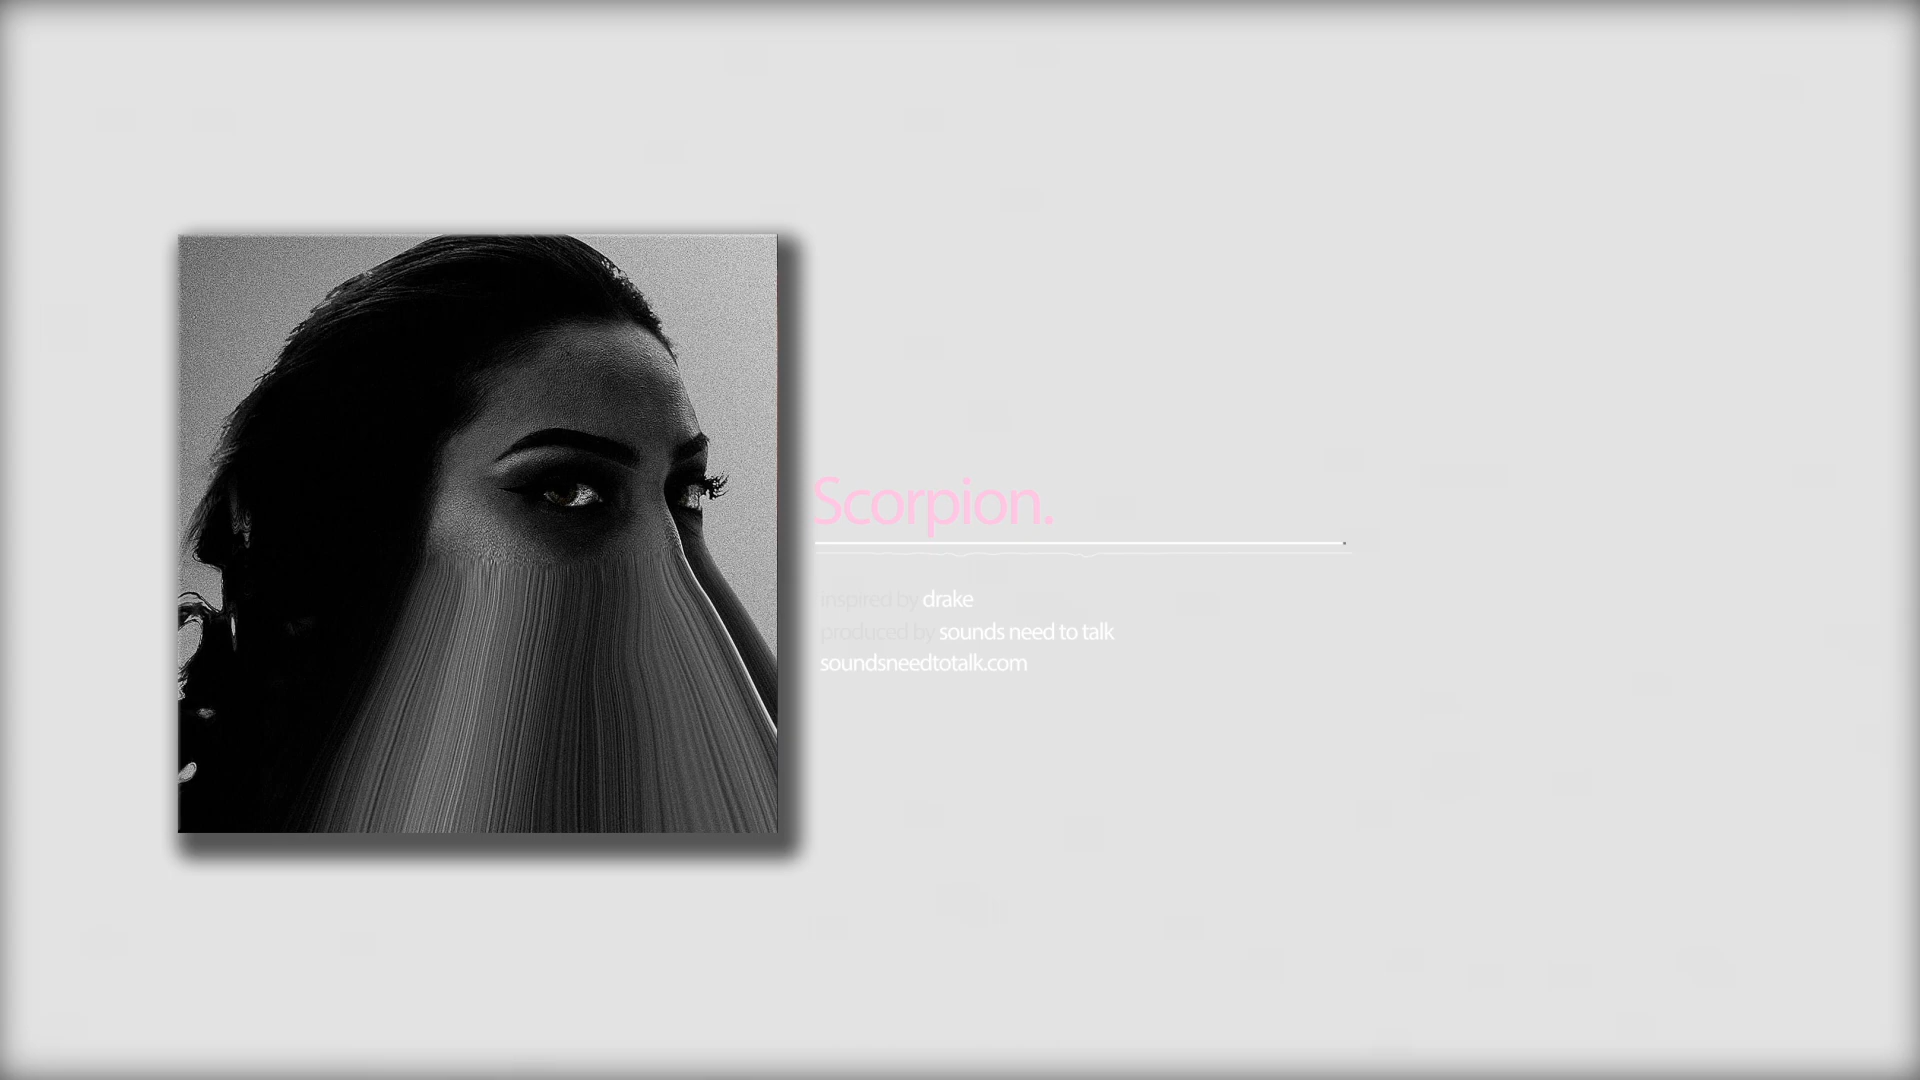 Scorpion.
inspired by drake
produced by sounds need to talk
soundsneedtotalk.com